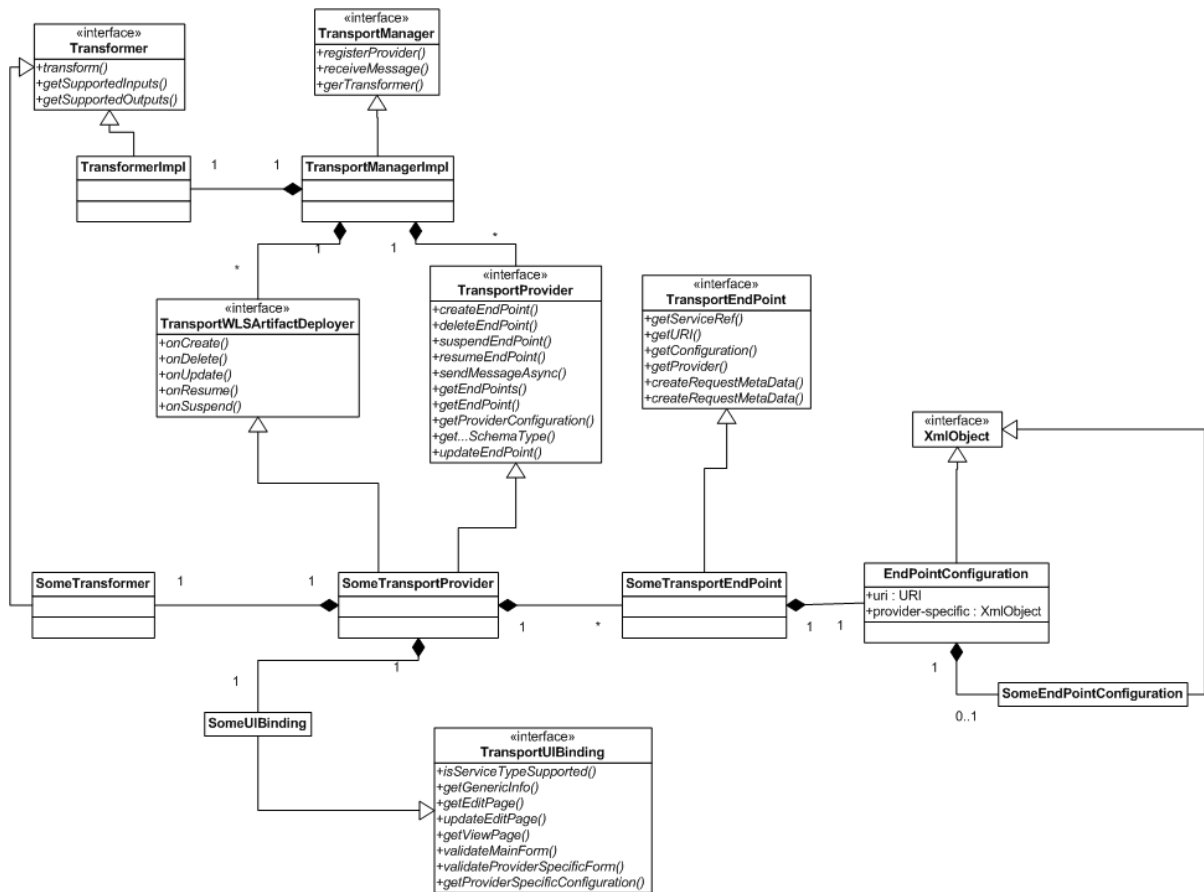 «interface»
Transformer
+transform()
+getSupportedInputs()
+getSupportedOutputs()
«interface»
TransportManager
+registerProvider()
+receiveMessage()
+gerTransformer()
TransformerImpl
1
1
TransportManagerImpl
1
*
1
*
«interface»
TransportWLSArtifactDeployer
+onCreate()
+onDelete()
+onUpdate()
+onResume()
+onSuspend()
«interface»
TransportProvider
+createEndPoint()
+deleteEndPoint()
+suspendEndPoint()
+resumeEndPoint()
+sendMessageAsync()
+getEndPoints()
+getEndPoint()
+getProviderConfiguration()
+get...SchemaType()
+updateEndPoint()
«interface»
TransportEndPoint
+getServiceRef()
+getURI()
+getConfiguration()
+getProvider()
+createRequestMetaData()
+createRequestMetaData()
«interface»
XmlObject
SomeTransformer
1
1
SomeTransportProvider
1
*
SomeTransportEndPoint
1
1
EndPointConfiguration
+uri : URI
+provider-specific : XmlObject
1
0..1
SomeEndPointConfiguration
1
1
SomeUIBinding
«interface»
TransportUIBinding
+isServiceTypeSupported()
+getGenericInfo()
+getEditPage()
+updateEditPage()
+getViewPage()
+validateMainForm()
+validateProviderSpecificForm()
+getProviderSpecificConfiguration()